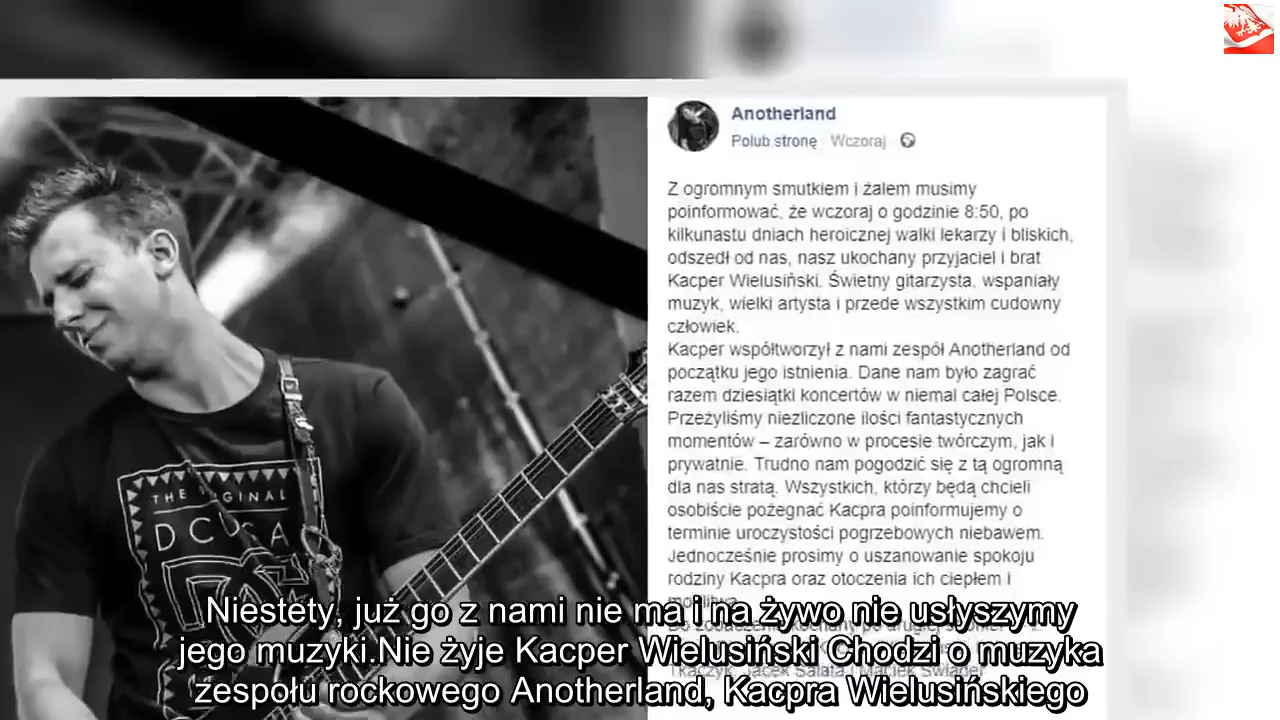 Anotherland
Polub stronę Wczoraj
Z ogromnym smutkiem i żalem musimy
poinformować, że wczoraj o godzinie 8:50, po
kilkunastu dniach heroicznej walki lekarzy i bliskich,
odszedł od nas, nasz ukochany przyjaciel i brat
Kacper Wielusiński. Świetny gitarzysta, wspaniały
muzyk, wielki artysta i przede wszystkim cudowny
człowiek.
Kacper współtworzył z nami zespół Anotherland od
początku jego istnienia. Dane nam było zagrać
razem dziesiątki koncertów w niemal całej Polsce.
Przeżyliśmy niezliczone ilości fantastycznych
momentów – zarówno w procesie twórczym, jak i
prywatnie. Trudno nam pogodzić się z tą ogromną
dla nas stratą. Wszystkich, którzy będą chcieli
osobiście pożegnać Kacpra poinformujemy o
terminie uroczystości pogrzebowych niebawem.
Jednocześnie prosimy o uszanowanie spokoju
rodziny Kacpra oraz otoczenia ich ciepłem i
THE
DC
Niestety, już go z nami nie ma i na żywo nie usłyszymy
jego muzyki.Nie żyje Kacper Wielusiński Chodzi o muzyka
zespołu rockowego Anotherland, Kacpra Wielusińskiego